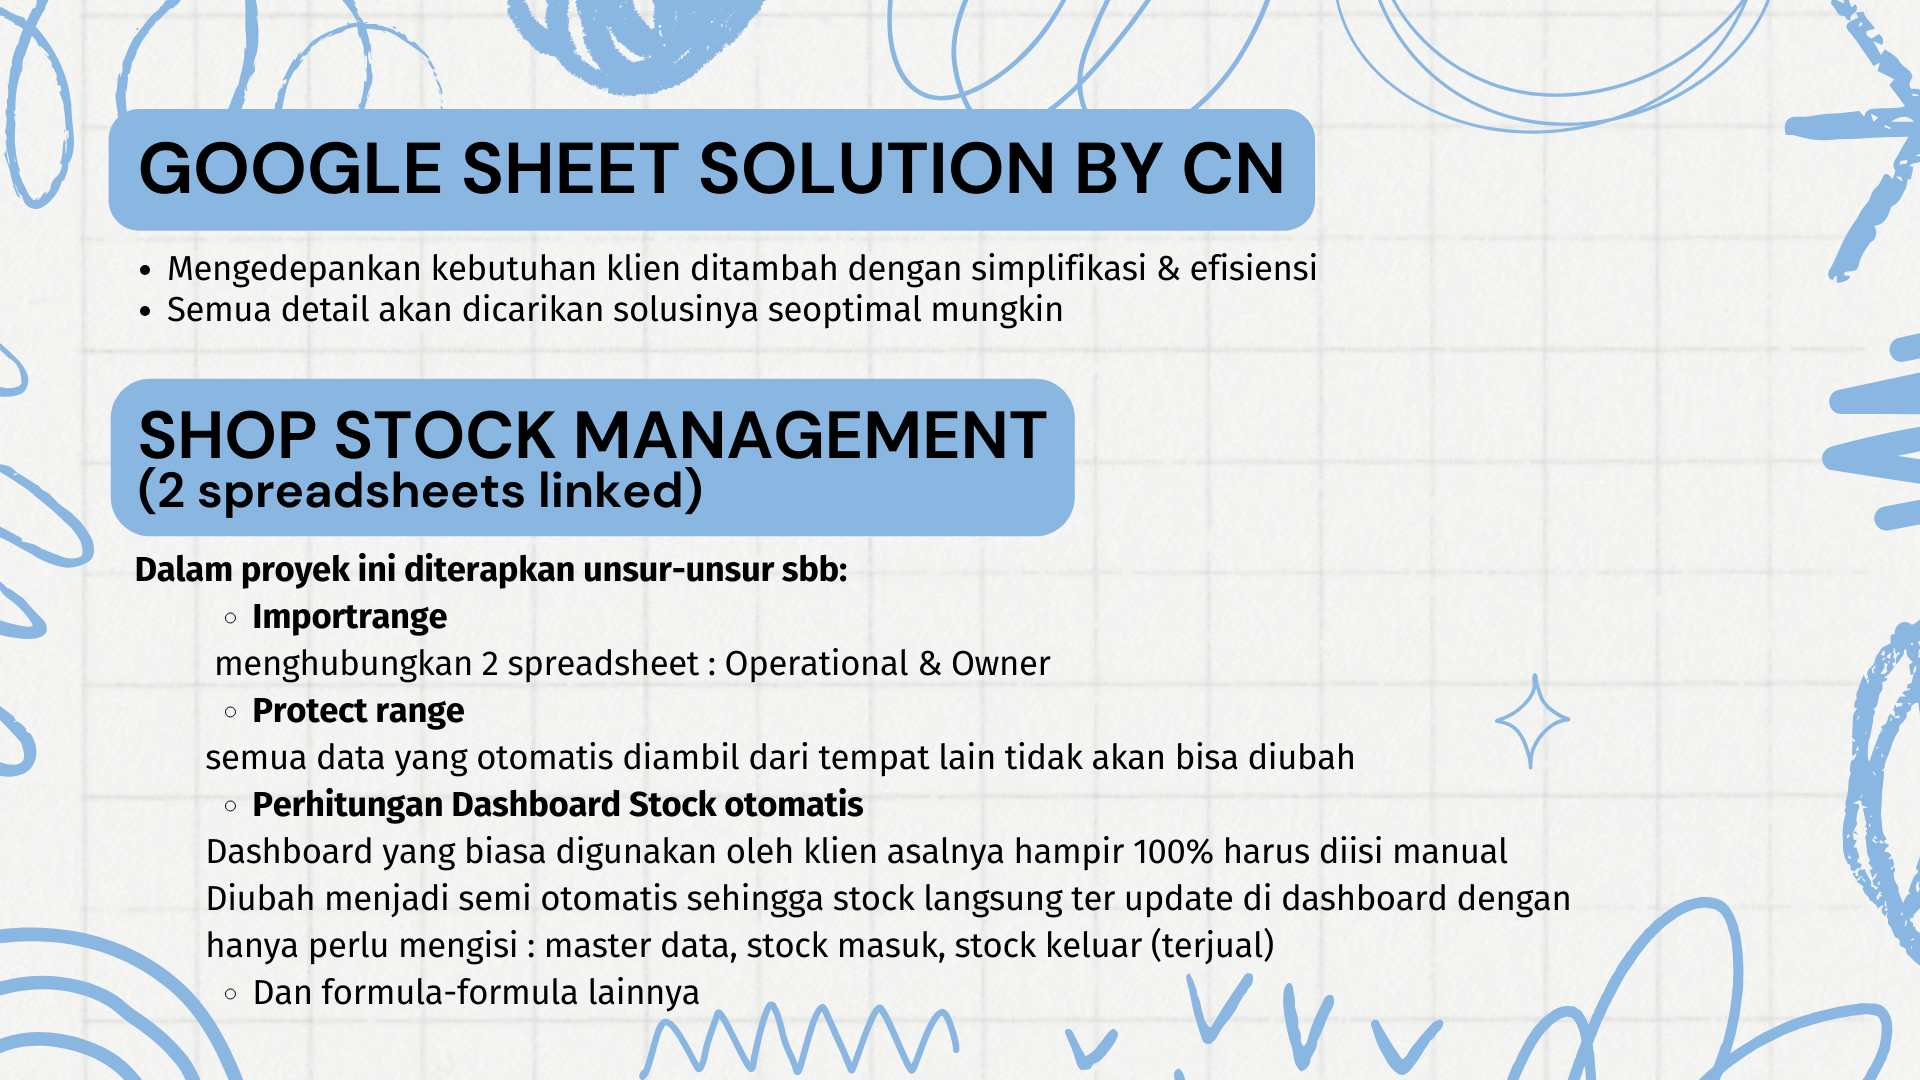 GOOGLE SHEET SOLUTION BY CN
• Mengedepankan kebutuhan klien ditambah dengan simplifikasi & efisiensi
• Semua detail akan dicarikan solusinya seoptimal mungkin
SHOP STOCK MANAGEMENT
(2 spreadsheets linked)
Dalam proyek ini diterapkan unsur-unsur sbb:
◦ Importrange
menghubungkan 2 spreadsheet : Operational & Owner
◦ Protect range
semua data yang otomatis diambil dari tempat lain tidak akan bisa diubah
◦ Perhitungan Dashboard Stock otomatis
Dashboard yang biasa digunakan oleh klien asalnya hampir 100% harus diisi manual
Diubah menjadi semi otomatis sehingga stock langsung ter update di dashboard dengan
hanya perlu mengisi : master data, stock masuk, stock keluar (terjual)
◦ Dan formula-formula lainnya